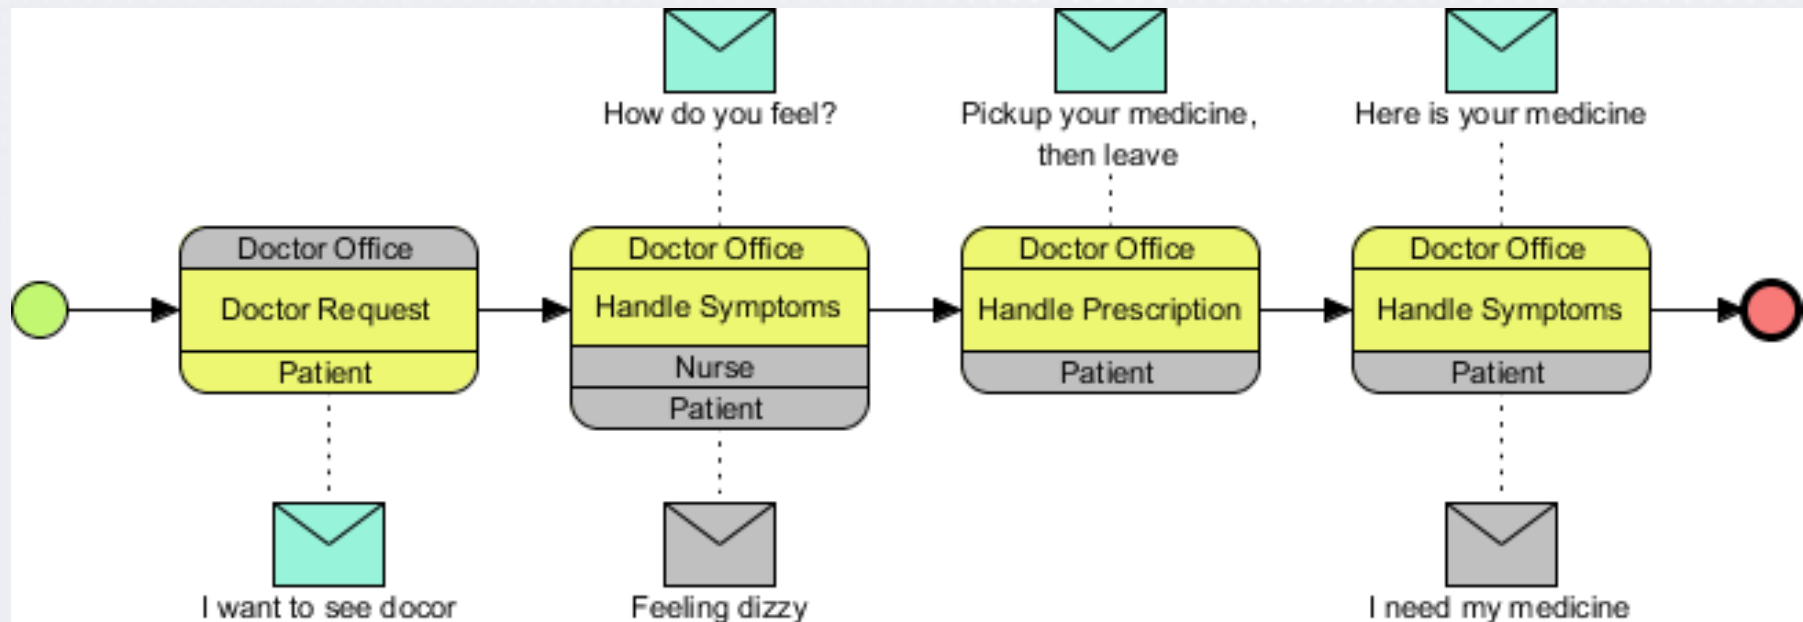 How do you feel?
Pickup your medicine,
then leave
Here is your medicine
Doctor Office
Doctor Request
Patient
Doctor Office
Handle Symptoms
Nurse
Patient
Doctor Office
Handle Prescription
Patient
Doctor Office
Handle Symptoms
Patient
I want to see docor
Feeling dizzy
I need my medicine